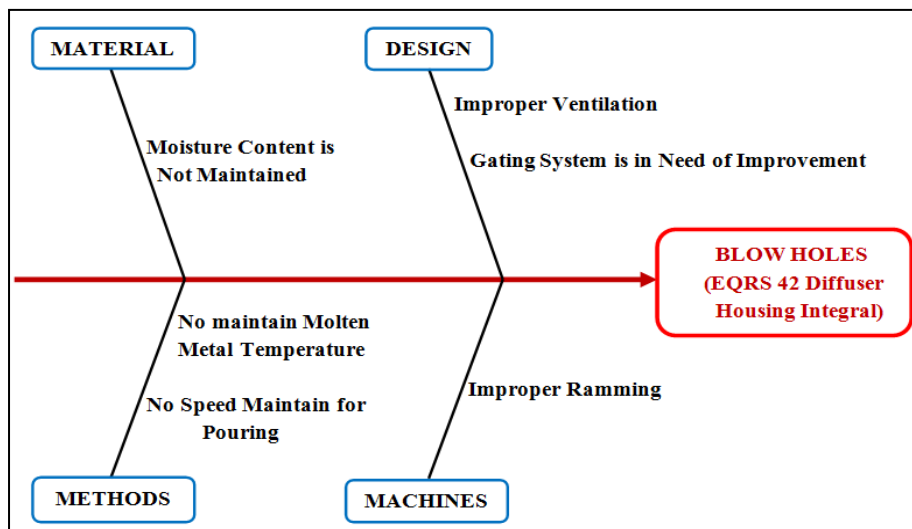 MATERIAL
DESIGN
Improper Ventilation
Moisture Content is
Not Maintained
Gating System is in Need of Improvement
BLOW HOLES
(EQRS 42 Diffuser
Housing Integral)
No maintain Molten
Metal Temperature
No Speed Maintain for
Pouring
Improper Ramming
METHODS
MACHINES